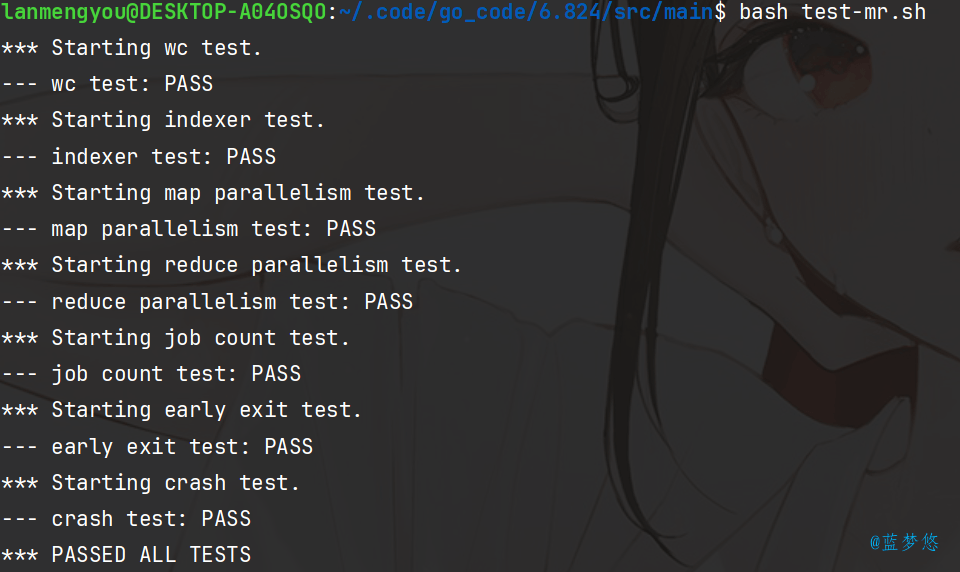 lanmengyou@DESKTOP-A04OSQ0:~/.code/go_code/6.824/src/main$ bash test-mr.sh
*** Starting wc test.
--- wc test: PASS
*** Starting indexer test.
--- indexer test: PASS
*** Starting map parallelism test.
--- map parallelism test: PASS
*** Starting reduce parallelism test.
--- reduce parallelism test: PASS
*** Starting job count test.
--- job count test: PASS
*** Starting early exit test.
--- early exit test: PASS
*** Starting crash test.
--- crash test: PASS
*** PASSED ALL TESTS
@蓝梦悠